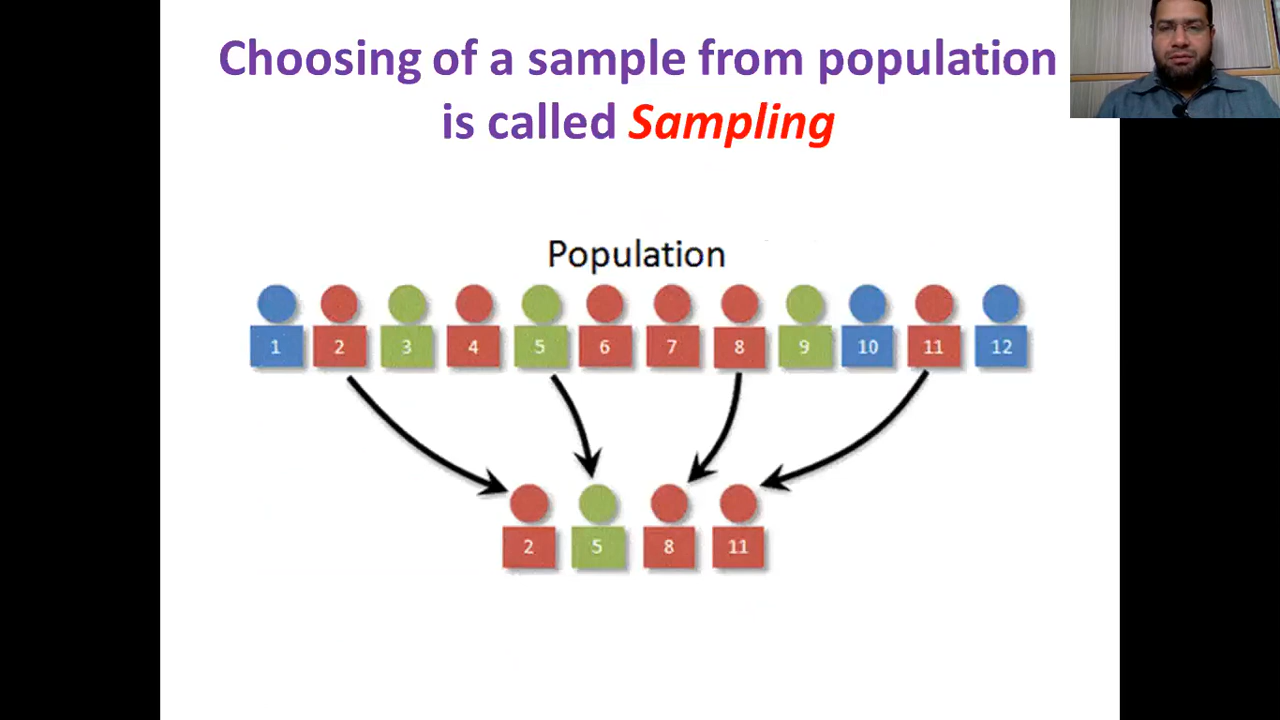 Choosing of a sample from population
is called Sampling
Population
1 2 3 4 5 6 7 8 9 10 11 12
2 5 8 11